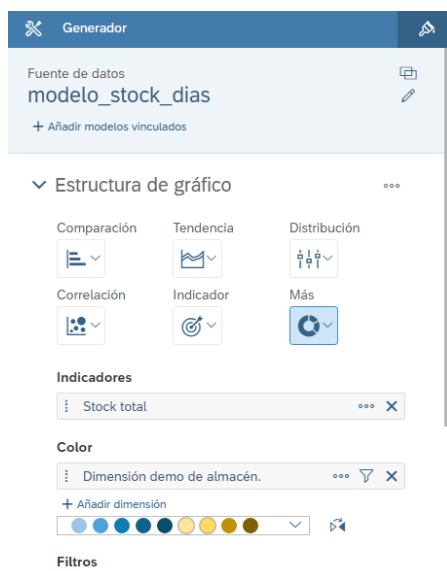 Generador
Fuente de datos
modelo_stock_dias
+ Añadir modelos vinculados
Estructura de gráfico
Comparación Tendencia Distribución
Correlación Indicador Más
Indicadores
Stock total
Color
Dimensión demo de almacén.
+ Añadir dimensión
Filtros